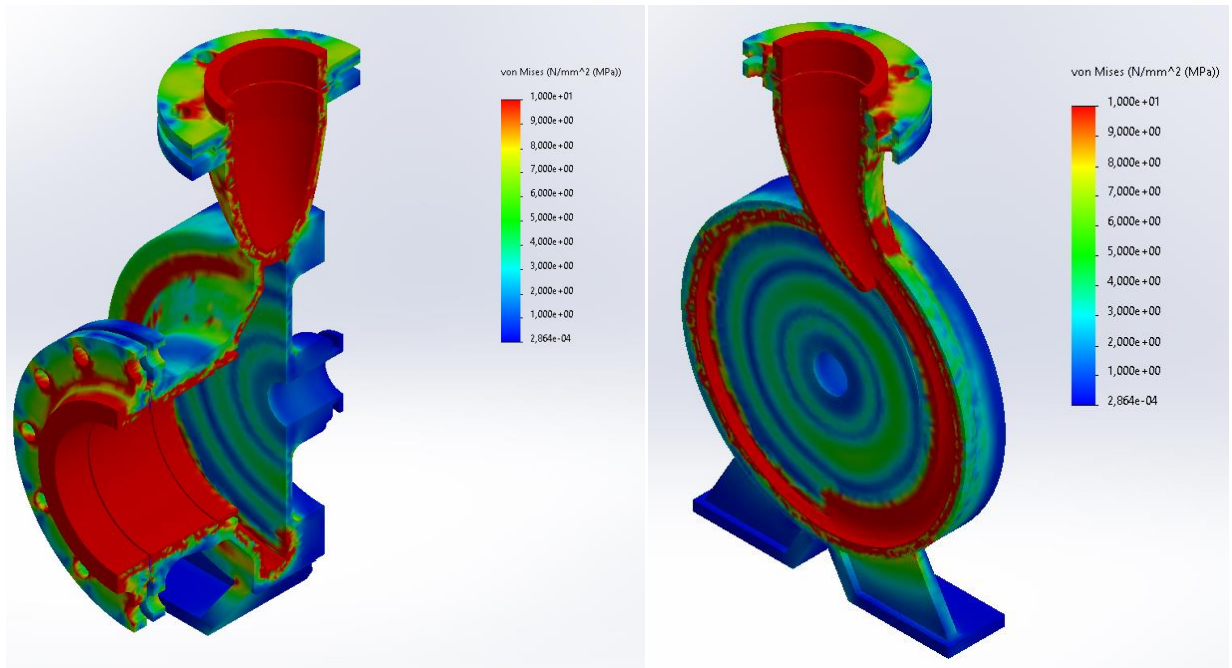 von Mises (N/mm^2 (MPa))
1,000e+01
9,000e+00
8,000e+00
7,000e+00
6,000e+00
5,000e+00
4,000e+00
3,000e+00
2,000e+00
1,000e+00
2,864e-04
von Mises (N/mm^2 (MPa))
1,000e+01
9,000e+00
8,000e+00
7,000e+00
6,000e+00
5,000e+00
4,000e+00
3,000e+00
2,000e+00
1,000e+00
2,864e-04